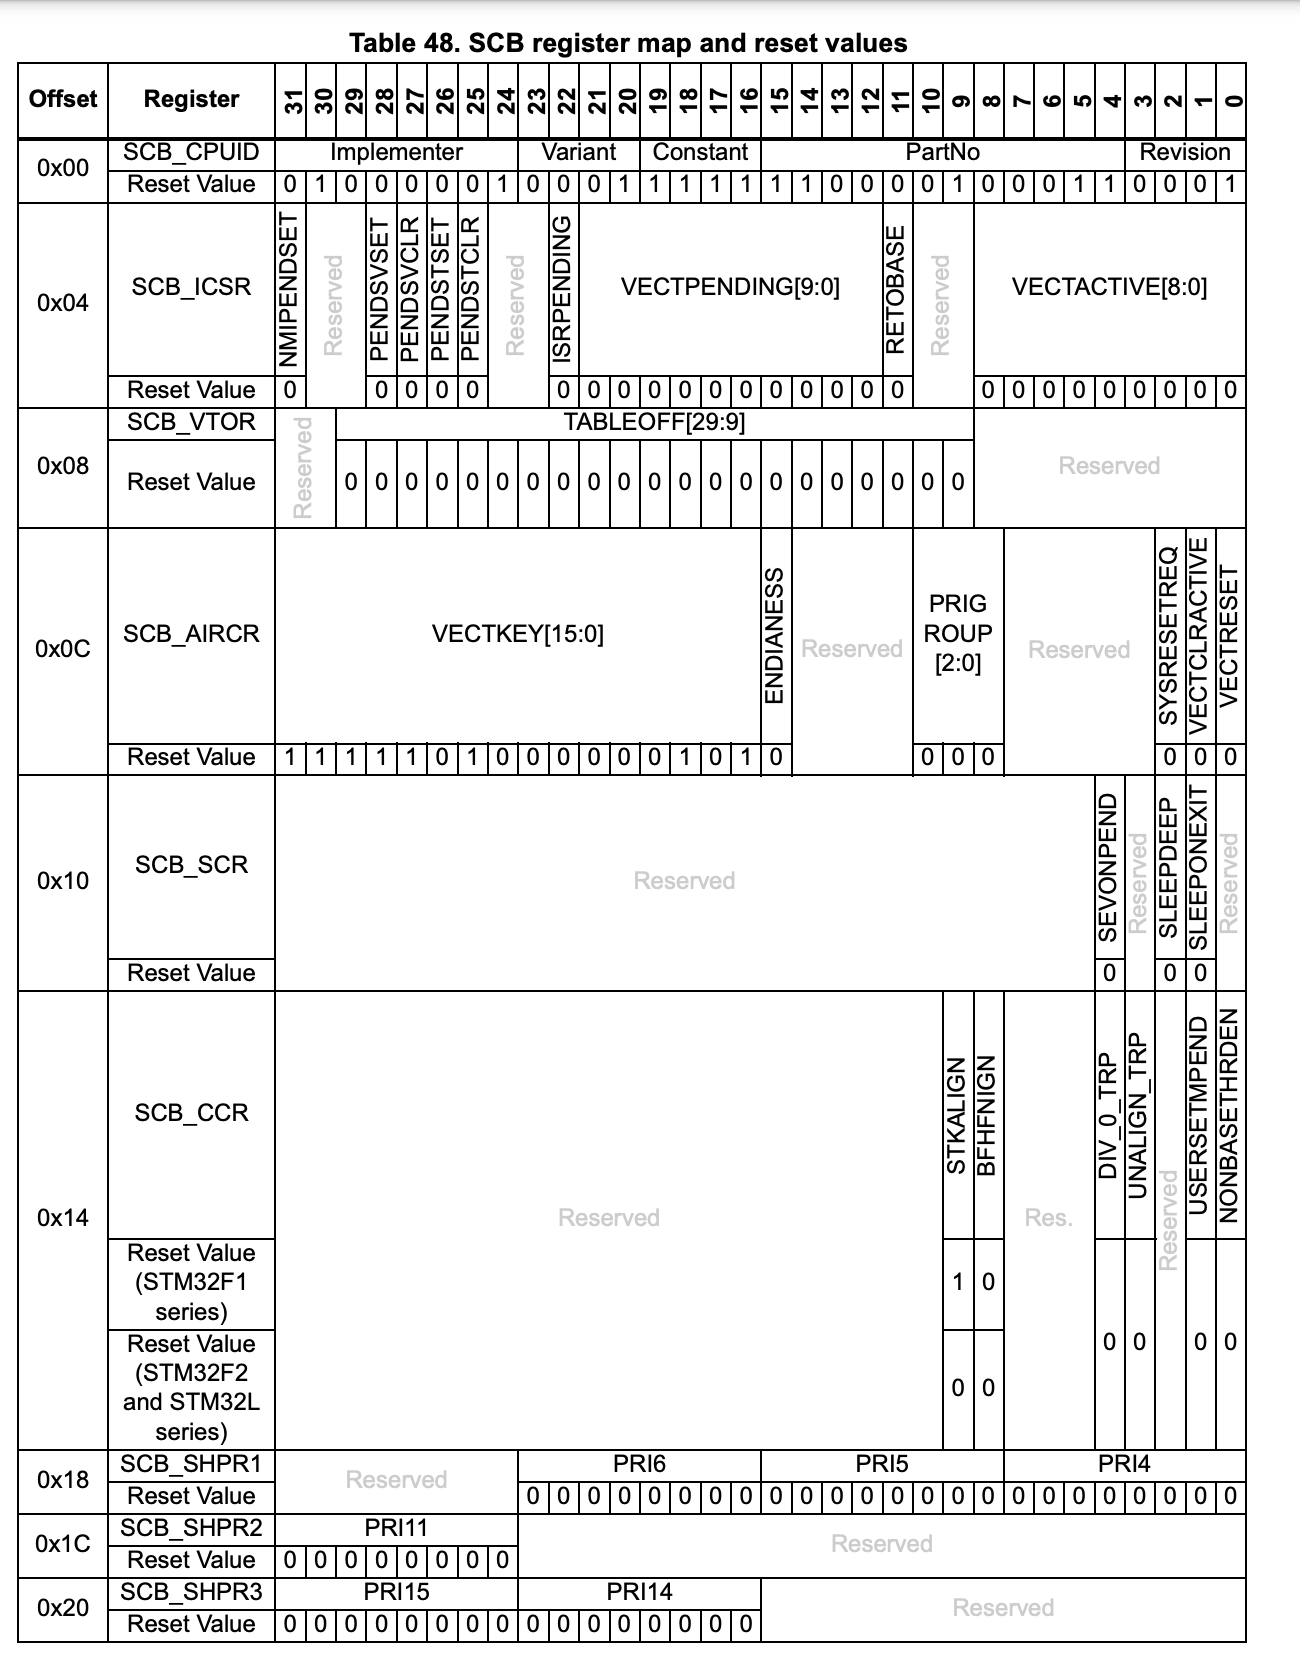 Table 48. SCB register map and reset values
Offset Register 31 30 29 28 27 26 25 24 23 22 21 20 19 18 17 16 15 14 13 12 11 10 9 8 7 6 5 4 3 2 1 0
0x00 SCB_CPUID Implementer Variant Constant PartNo Revision
Reset Value 0 1 0 0 0 0 0 1 0 0 0 1 1 1 1 1 1 1 0 0 0 0 1 0 0 0 1 1 0 0 0 1
0x04 SCB_ICSR NMIPENDSET Reserved PENDSVSET PENDSVCLR PENDSTSET PENDSTCLR Reserved ISRPENDING VECTPENDING[9:0] RETOBASE Reserved VECTACTIVE[8:0]
Reset Value 0 0 0 0 0 0 0 0 0 0 0 0 0 0 0 0 0 0 0 0 0 0 0 0 0 0
0x08 SCB_VTOR Reserved TABLEOFF[29:9] Reserved
Reset Value 0 0 0 0 0 0 0 0 0 0 0 0 0 0 0 0 0 0 0 0 0
0x0C SCB_AIRCR VECTKEY[15:0] ENDIANESS Reserved PRIG
ROUP
[2:0] Reserved SYSRESETREQ VECTCLRACTIVE VECTRESET
Reset Value 1 1 1 1 1 0 1 0 0 0 0 0 0 1 0 1 0 0 0 0 0 0 0
0x10 SCB_SCR Reserved SEVONPEND Reserved SLEEPDEEP SLEEPONEXIT Reserved
Reset Value 0 0 0
0x14 SCB_CCR Reserved STKALIGN BFHFNIGN Res. DIV_0_TRP UNALIGN_TRP Reserved USERSETMPEND NONBASETHRDEN
Reset Value
(STM32F1
series) 1 0
Reset Value
(STM32F2
and STM32L
series) 0 0 0 0 0 0
0x18 SCB_SHPR1 Reserved PRI6 PRI5 PRI4
Reset Value 0 0 0 0 0 0 0 0 0 0 0 0 0 0 0 0 0 0 0 0 0 0 0 0
0x1C SCB_SHPR2 PRI11 Reserved
Reset Value 0 0 0 0 0 0 0 0
0x20 SCB_SHPR3 PRI15 PRI14 Reserved
Reset Value 0 0 0 0 0 0 0 0 0 0 0 0 0 0 0 0